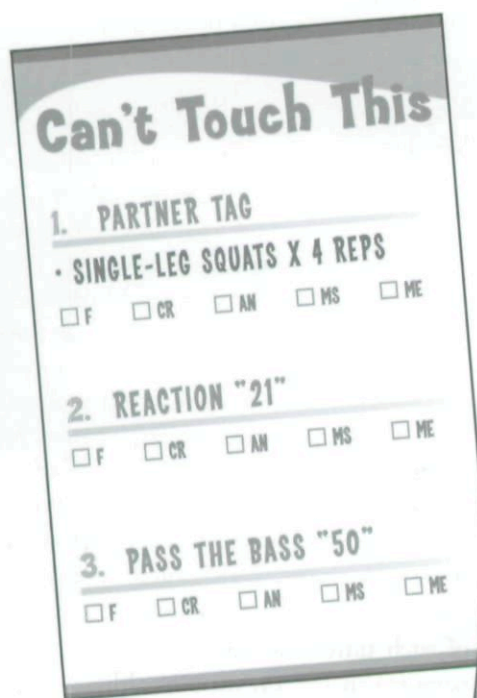 Can't Touch This
1. PARTNER TAG
• SINGLE-LEG SQUATS X 4 REPS
☐ F ☐ CR ☐ AN ☐ MS ☐ ME
2. REACTION "21"
☐ F ☐ CR ☐ AN ☐ MS ☐ ME
3. PASS THE BASS "50"
☐ F ☐ CR ☐ AN ☐ MS ☐ ME